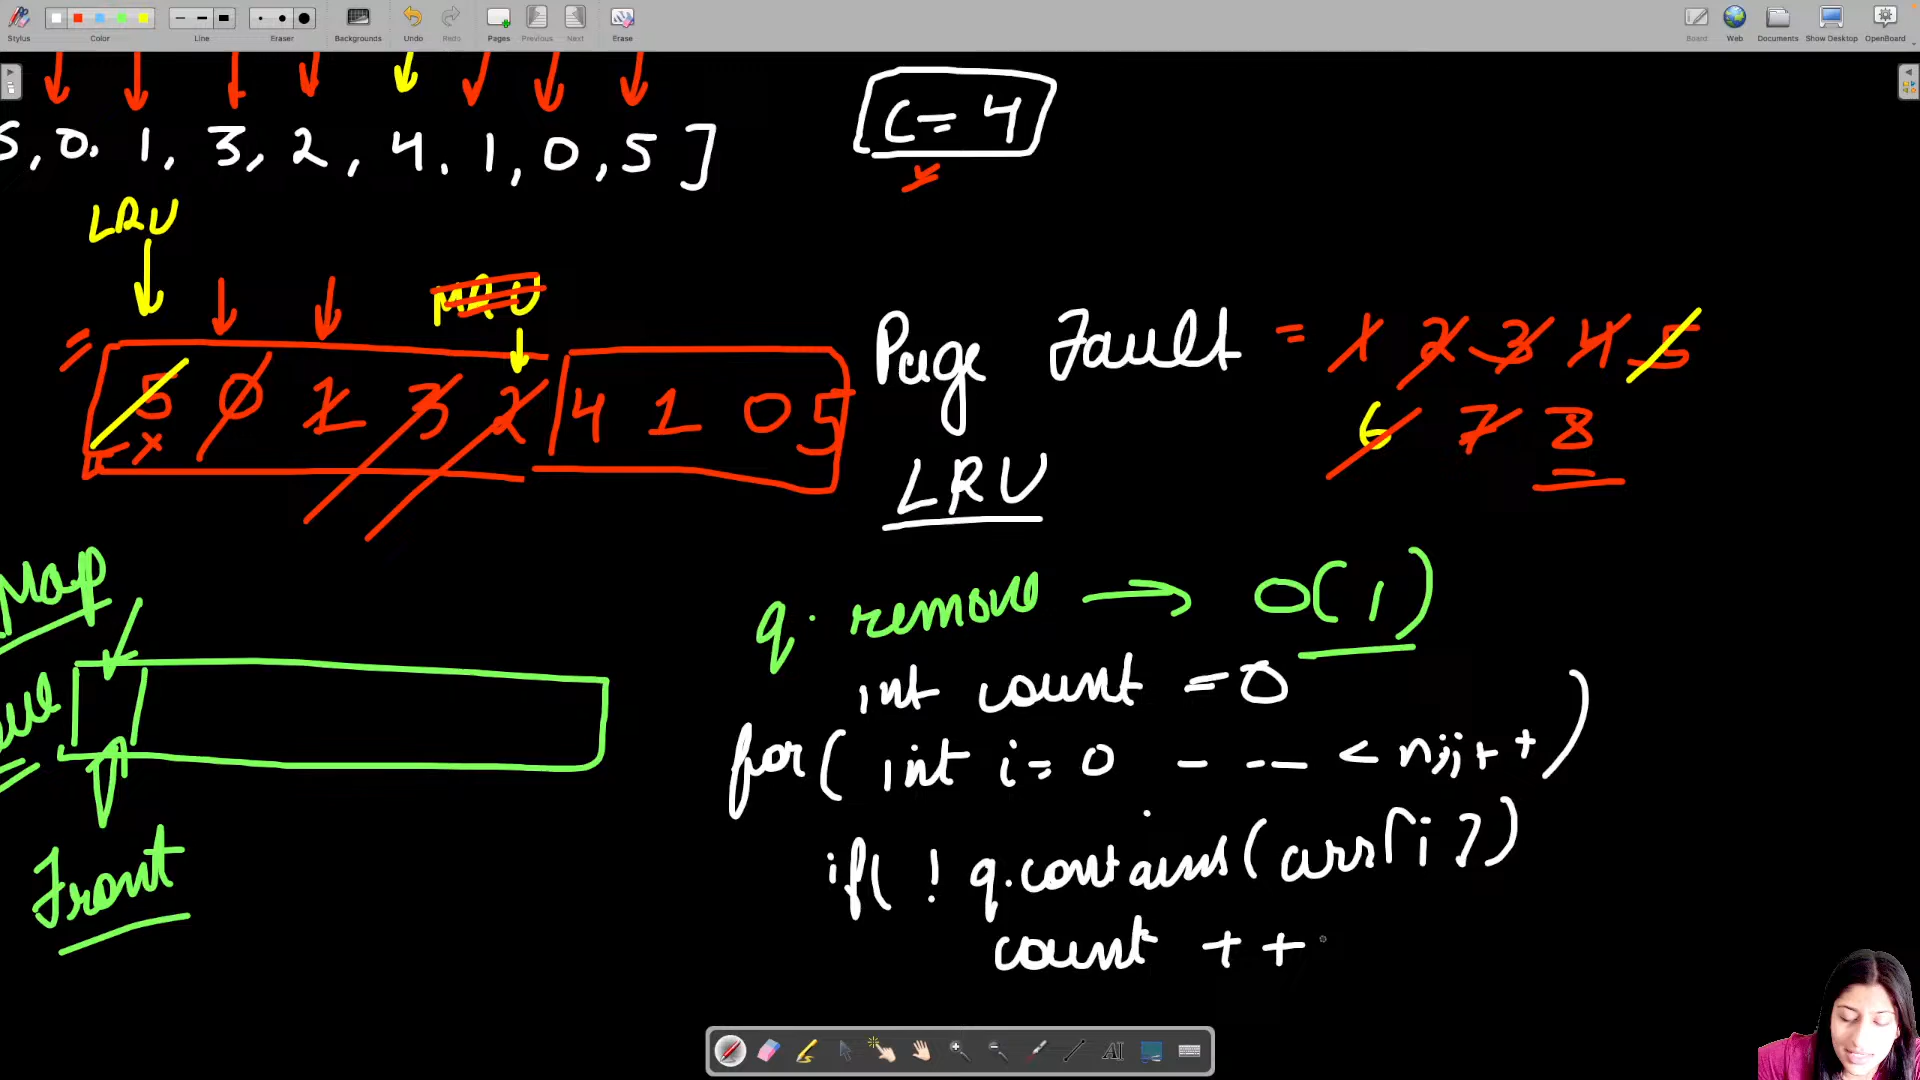 Stylus Color Line Eraser Backgrounds Undo Redo Pages Previous Next Erase Board Web Documents Show Desktop OpenBoard
5, 0, 1, 3, 2, 4, 1, 0, 5 ]
C = 4
LRU
MRU
5 0 1 3 2 4 1 0 5
Page Fault = 1 2 3 4 5
6 7 8
LRU
Map
q. remove → O(1)
int count = 0
for( int i = 0 - -- < n; i++ )
if( ! q.contains( arr[i])
count ++
Front